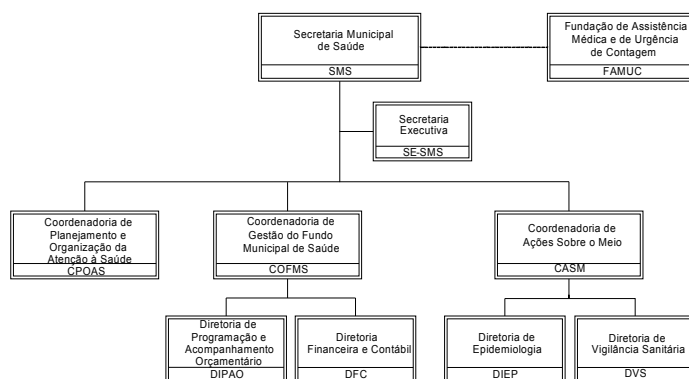 Secretaria Municipal
de Saúde
SMS
Fundação de Assistência
Médica e de Urgência
de Contagem
FAMUC
Secretaria
Executiva
SE-SMS
Coordenadoria de
Planejamento e
Organização da
Atenção à Saúde
CPOAS
Coordenadoria de
Gestão do Fundo
Municipal de Saúde
COFMS
Coordenadoria de
Ações Sobre o Meio
CASM
Diretoria de
Programação e
Acompanhamento
Orçamentário
DIPAO
Diretoria
Financeira e Contábil
DFC
Diretoria de
Epidemiologia
DIEP
Diretoria de
Vigilância Sanitária
DVS